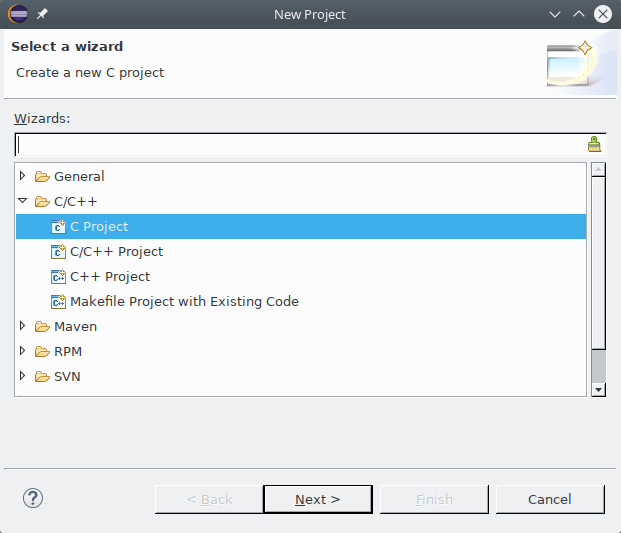 New Project
Select a wizard
Create a new C project
Wizards:
General
C/C++
C Project
C/C++ Project
C++ Project
Makefile Project with Existing Code
Maven
RPM
SVN
? < Back Next > Finish Cancel